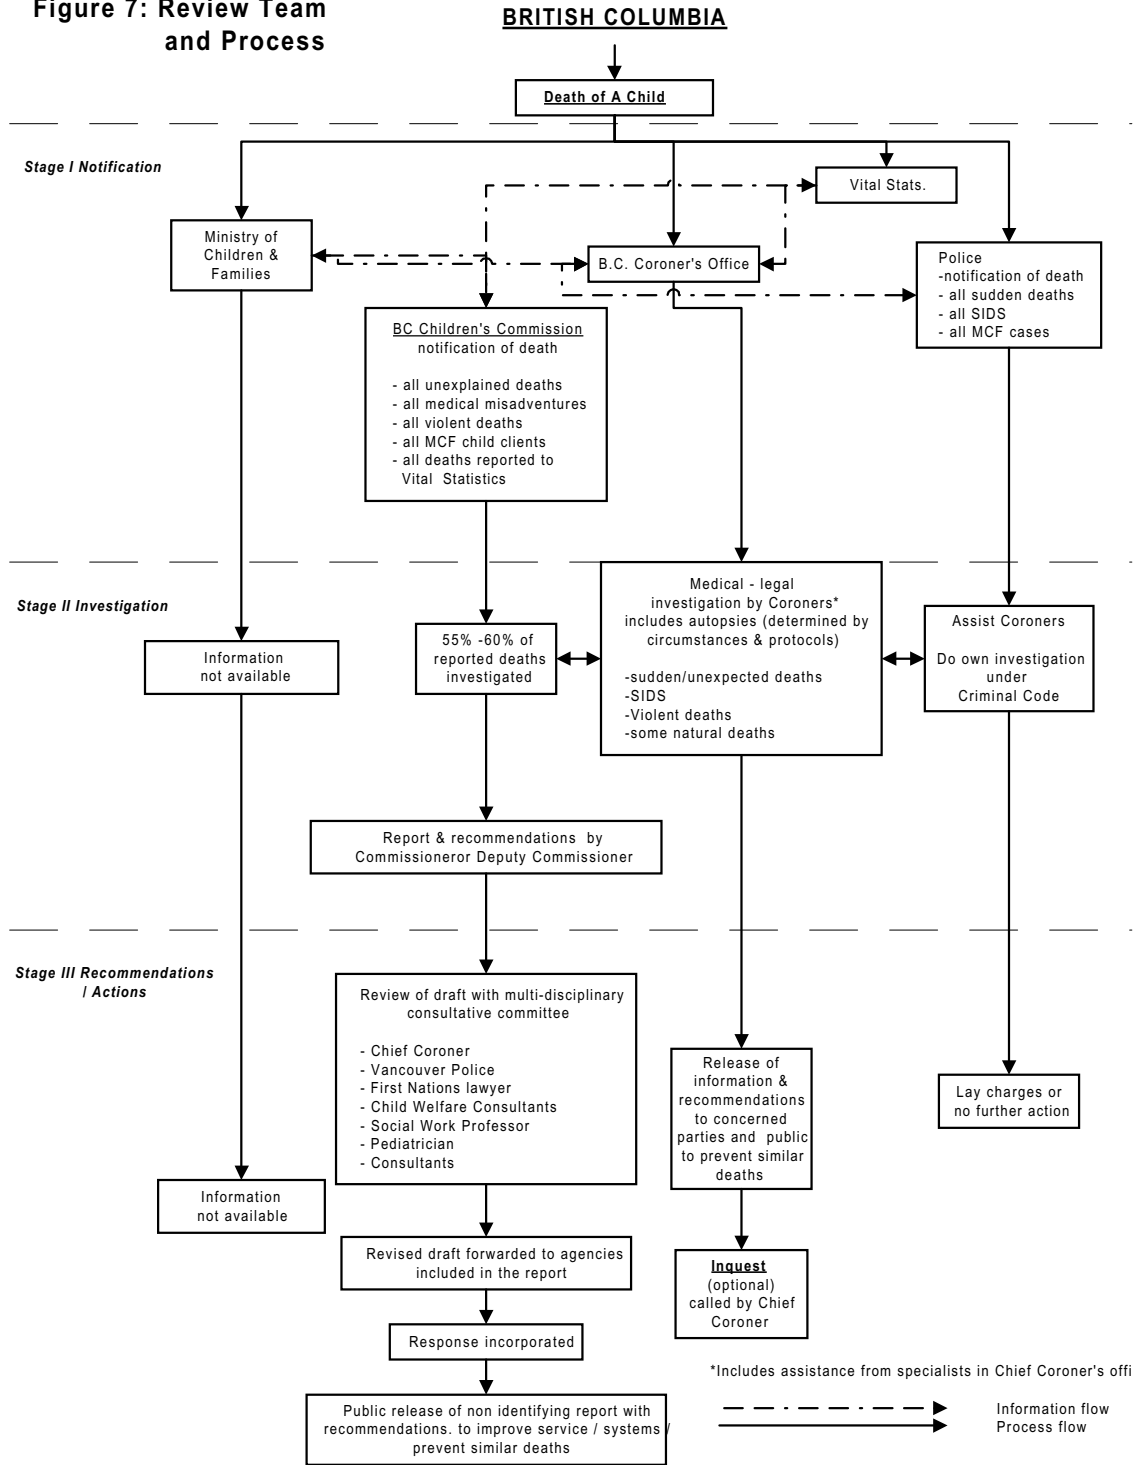 Figure 7: Review Team
and Process
BRITISH COLUMBIA
Death of A Child
Stage I Notification
Vital Stats.
Ministry of
Children &
Families
B.C. Coroner's Office
Police
-notification of death
- all sudden deaths
- all SIDS
- all MCF cases
BC Children's Commission
notification of death
- all unexplained deaths
- all medical misadventures
- all violent deaths
- all MCF child clients
- all deaths reported to
Vital Statistics
Stage II Investigation
Information
not available
55% -60% of
reported deaths
investigated
Medical - legal
investigation by Coroners*
includes autopsies (determined by
circumstances & protocols)
-sudden/unexpected deaths
-SIDS
-Violent deaths
-some natural deaths
Assist Coroners
Do own investigation
under
Criminal Code
Report & recommendations by
Commissioneror Deputy Commissioner
Stage III Recommendations
/ Actions
Review of draft with multi-disciplinary
consultative committee
- Chief Coroner
- Vancouver Police
- First Nations lawyer
- Child Welfare Consultants
- Social Work Professor
- Pediatrician
- Consultants
Release of
information &
recommendations
to concerned
parties and public
to prevent similar
deaths
Lay charges or
no further action
Information
not available
Revised draft forwarded to agencies
included in the report
Inquest
(optional)
called by Chief
Coroner
Response incorporated
*Includes assistance from specialists in Chief Coroner's offi
Public release of non identifying report with
recommendations. to improve service / systems /
prevent similar deaths
Information flow
Process flow